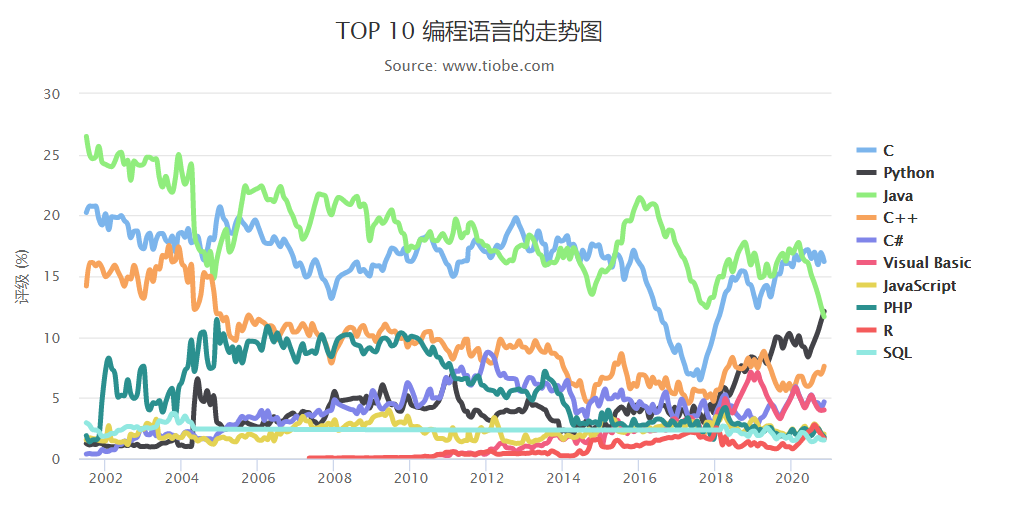 TOP 10 编程语言的走势图
Source: www.tiobe.com
评级 (%)
30
25
20
15
10
5
0
2002 2004 2006 2008 2010 2012 2014 2016 2018 2020
C
Python
Java
C++
C#
Visual Basic
JavaScript
PHP
R
SQL